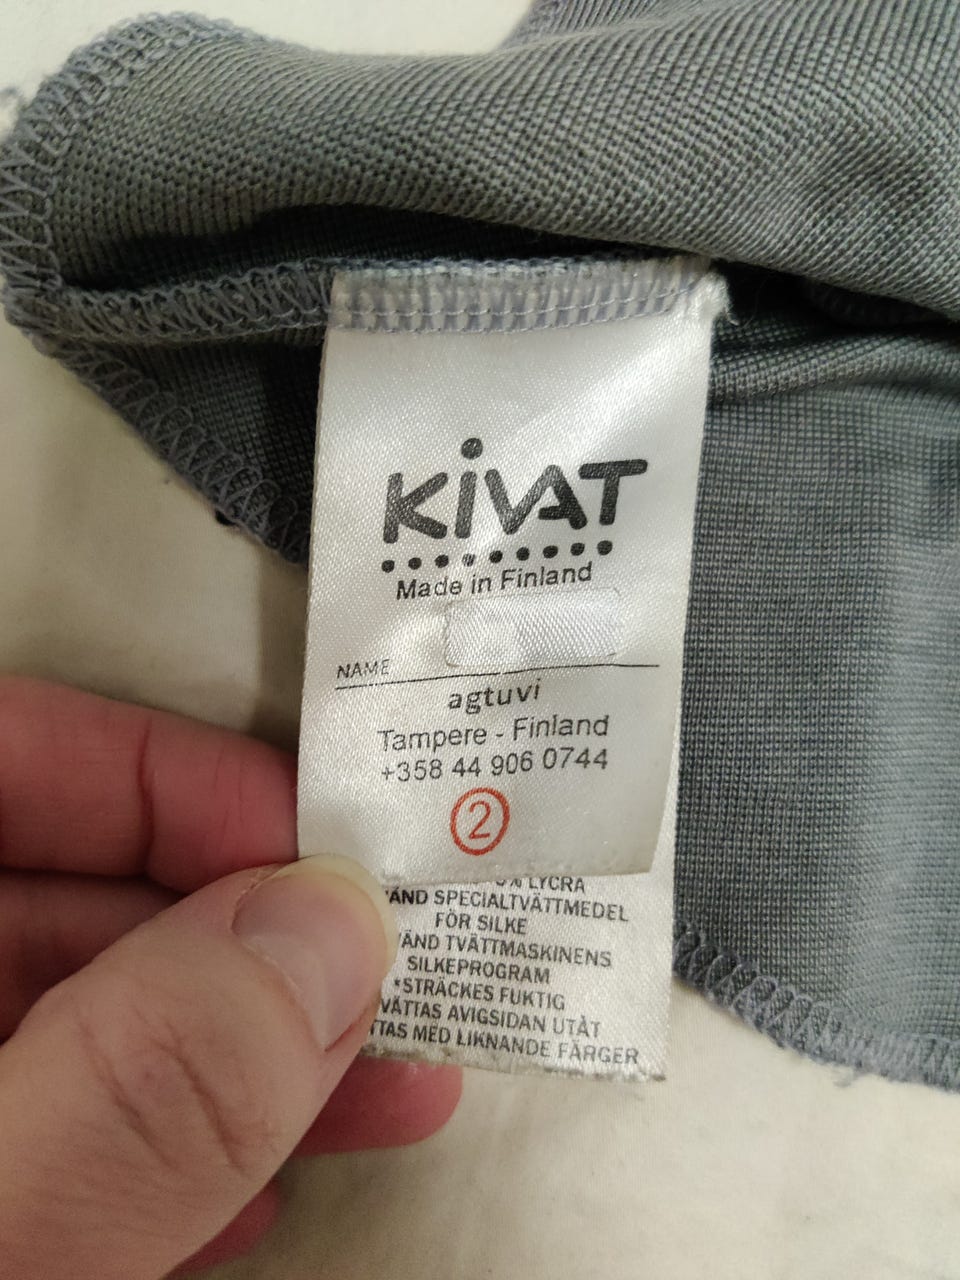 KiVAT
Made in Finland
NAME
agtuvi
Tampere - Finland
+358 44 906 0744
2
% LYCRA
SPECIALTVÄTTMEDEL
FÖR SILKE
TVÄTTMASKINENS
SILKEPROGRAM
*STRÄCKES FUKTIG
AVIGSIDAN UTÅT
MED LIKNANDE FÄRGER